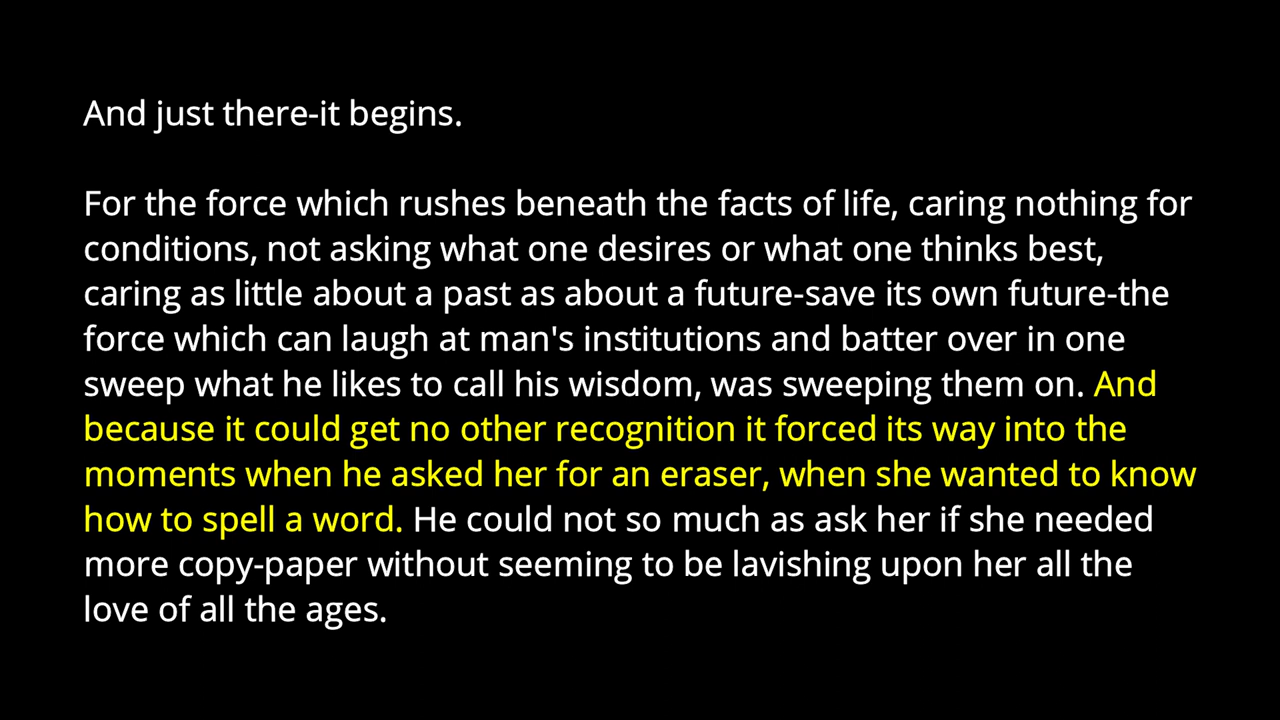 And just there-it begins.
For the force which rushes beneath the facts of life, caring nothing for
conditions, not asking what one desires or what one thinks best,
caring as little about a past as about a future-save its own future-the
force which can laugh at man's institutions and batter over in one
sweep what he likes to call his wisdom, was sweeping them on. And
because it could get no other recognition it forced its way into the
moments when he asked her for an eraser, when she wanted to know
how to spell a word. He could not so much as ask her if she needed
more copy-paper without seeming to be lavishing upon her all the
love of all the ages.